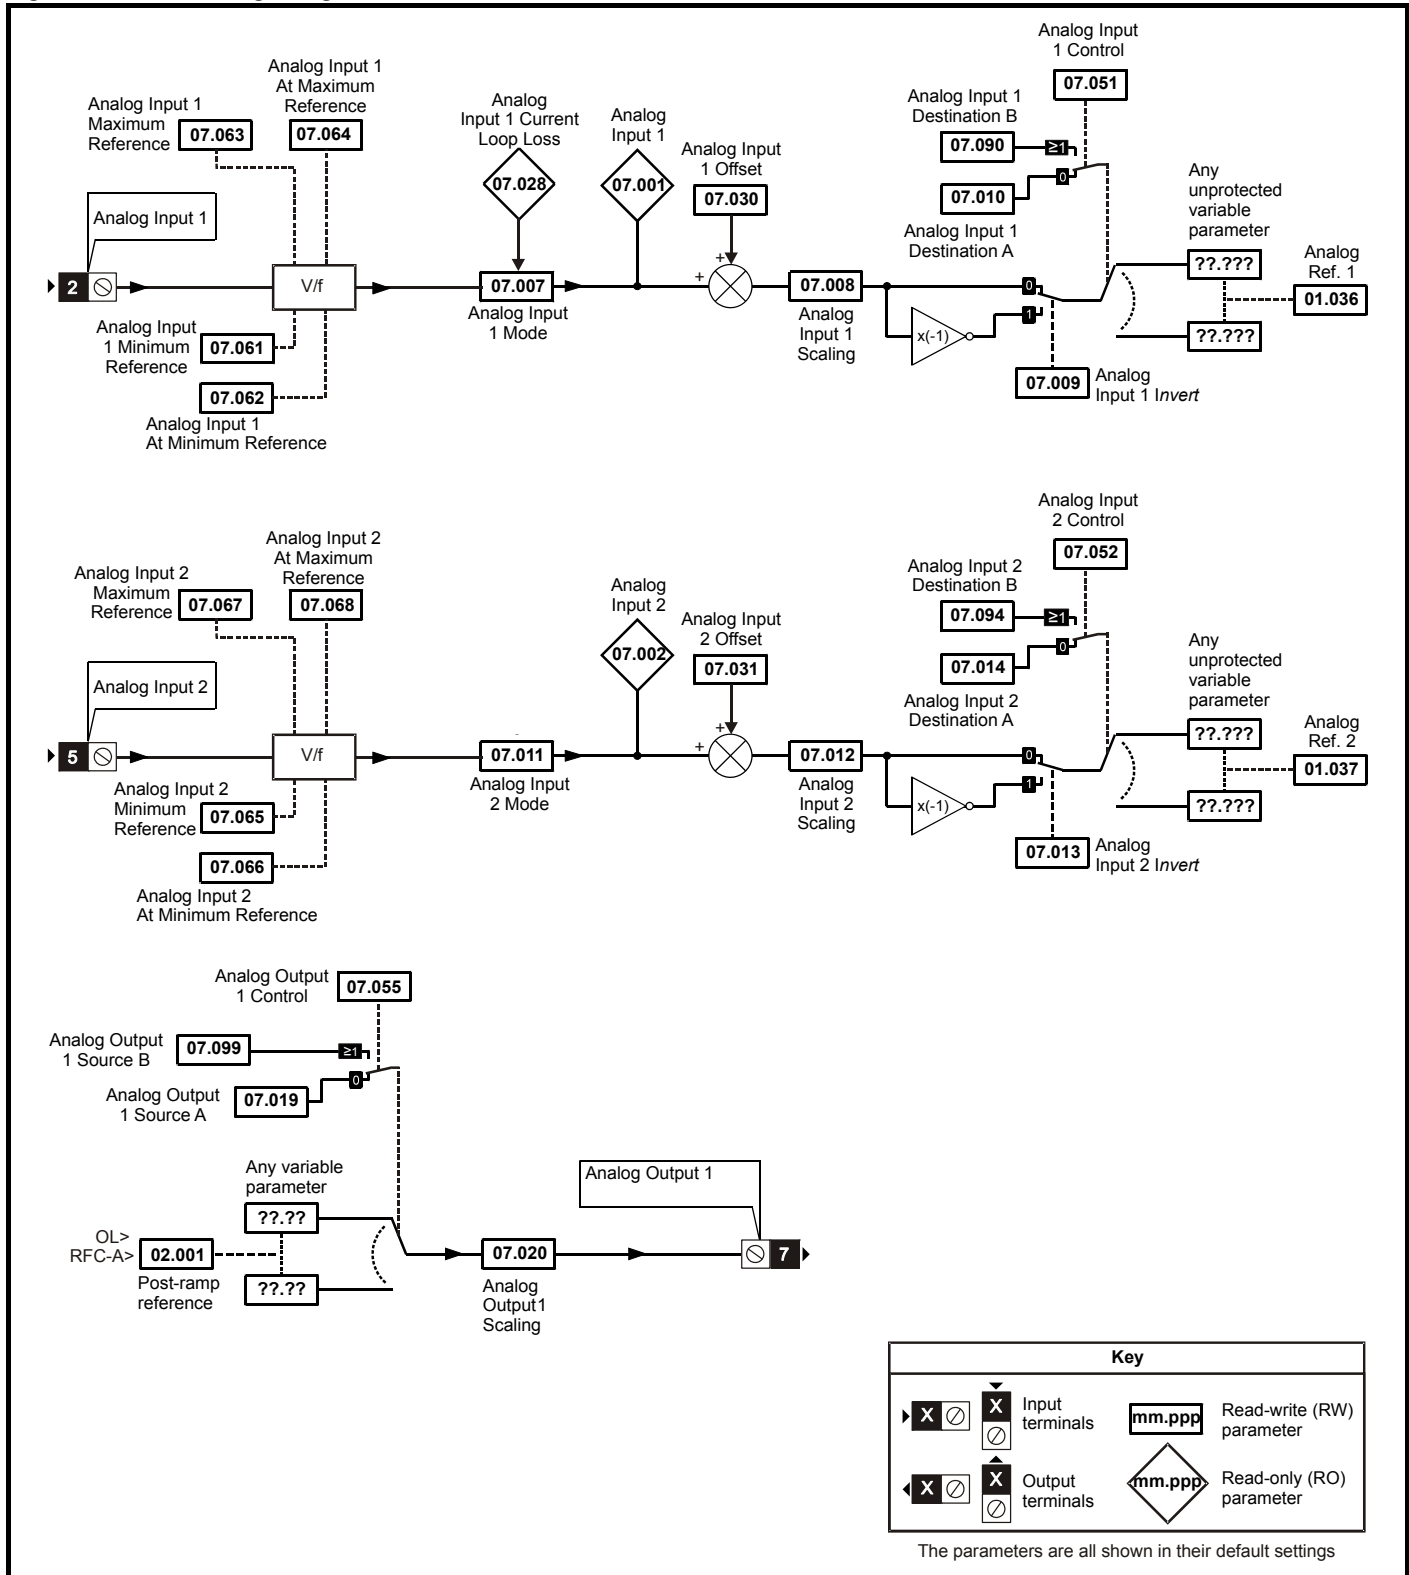 Analog Input
1 Control
07.051
Analog Input 1
At Maximum
Reference
07.064
Analog Input 1
Maximum
Reference
07.063
Analog
Input 1 Current
Loop Loss
07.028
Analog
Input 1
07.001
Analog Input
1 Offset
07.030
Analog Input 1
Destination B
07.090
≥1
0
07.010
Analog Input 1
Destination A
Any
unprotected
variable
parameter
??.???
??.???
Analog
Ref. 1
01.036
Analog Input 1
2
V/f
07.007
Analog Input
1 Mode
+
+
07.008
Analog
Input 1
Scaling
x(-1)
0
1
07.009
Analog
Input 1 Invert
Analog Input
1 Minimum
Reference
07.061
07.062
Analog Input 1
At Minimum Reference
Analog Input
2 Control
07.052
Analog Input 2
At Maximum
Reference
07.068
Analog Input 2
Maximum
Reference
07.067
Analog
Input 2
07.002
Analog Input
2 Offset
07.031
Analog Input 2
Destination B
07.094
≥1
0
07.014
Analog Input 2
Destination A
Any
unprotected
variable
parameter
??.???
??.???
Analog
Ref. 2
01.037
Analog Input 2
5
V/f
07.011
Analog Input
2 Mode
+
+
07.012
Analog
Input 2
Scaling
x(-1)
0
1
07.013
Analog
Input 2 Invert
Analog Input 2
Minimum
Reference
07.065
07.066
Analog Input 2
At Minimum Reference
Analog Output
1 Control
07.055
Analog Output
1 Source B
07.099
≥1
0
Analog Output
1 Source A
07.019
Any variable
parameter
??.??
??.??
OL>
RFC-A>
02.001
Post-ramp
reference
07.020
Analog
Output1
Scaling
Analog Output 1
7
Key
X
X
Input
terminals
mm.ppp
Read-write (RW)
parameter
X
X
Output
terminals
mm.ppp
Read-only (RO)
parameter
The parameters are all shown in their default settings